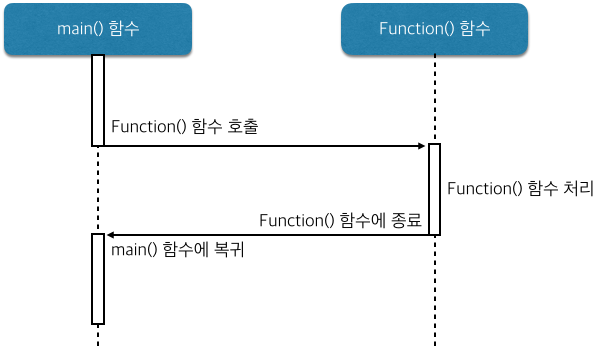 main() 함수
Function() 함수
Function() 함수 호출
Function() 함수 처리
Function() 함수에 종료
main() 함수에 복귀